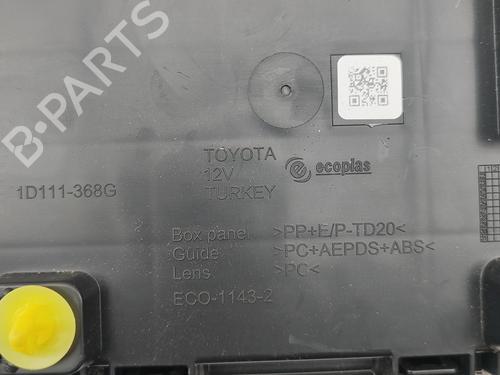 B-PARTS
TOYOTA
12V
TURKEY
ecoplas
1D111-368G
Box panel >PP+E/P-TD20<
Guide >PC+AEPDS+ABS<
Lens >PC<
ECO-1143-2